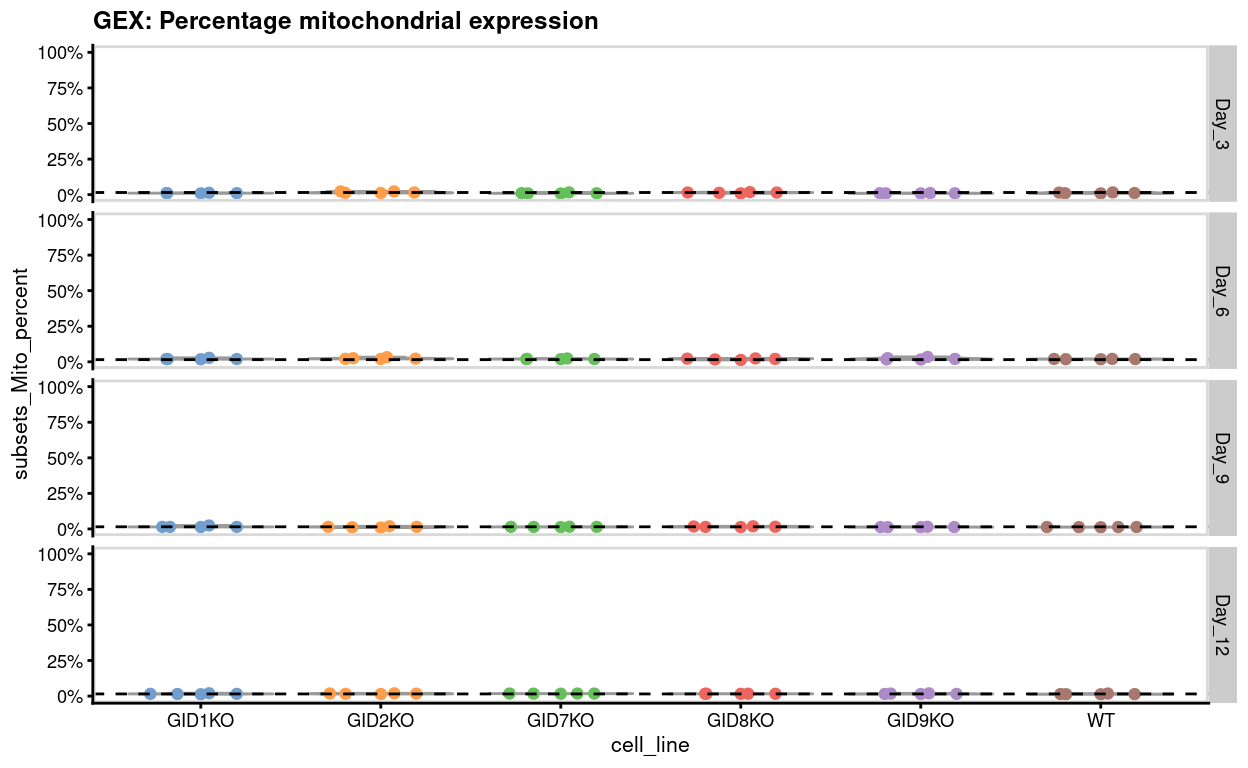 GEX: Percentage mitochondrial expression
subsets_Mito_percent
100%
75%
50%
25%
0%
Day_3
100%
75%
50%
25%
0%
Day_6
100%
75%
50%
25%
0%
Day_9
100%
75%
50%
25%
0%
Day_12
GID1KO GID2KO GID7KO GID8KO GID9KO WT
cell_line